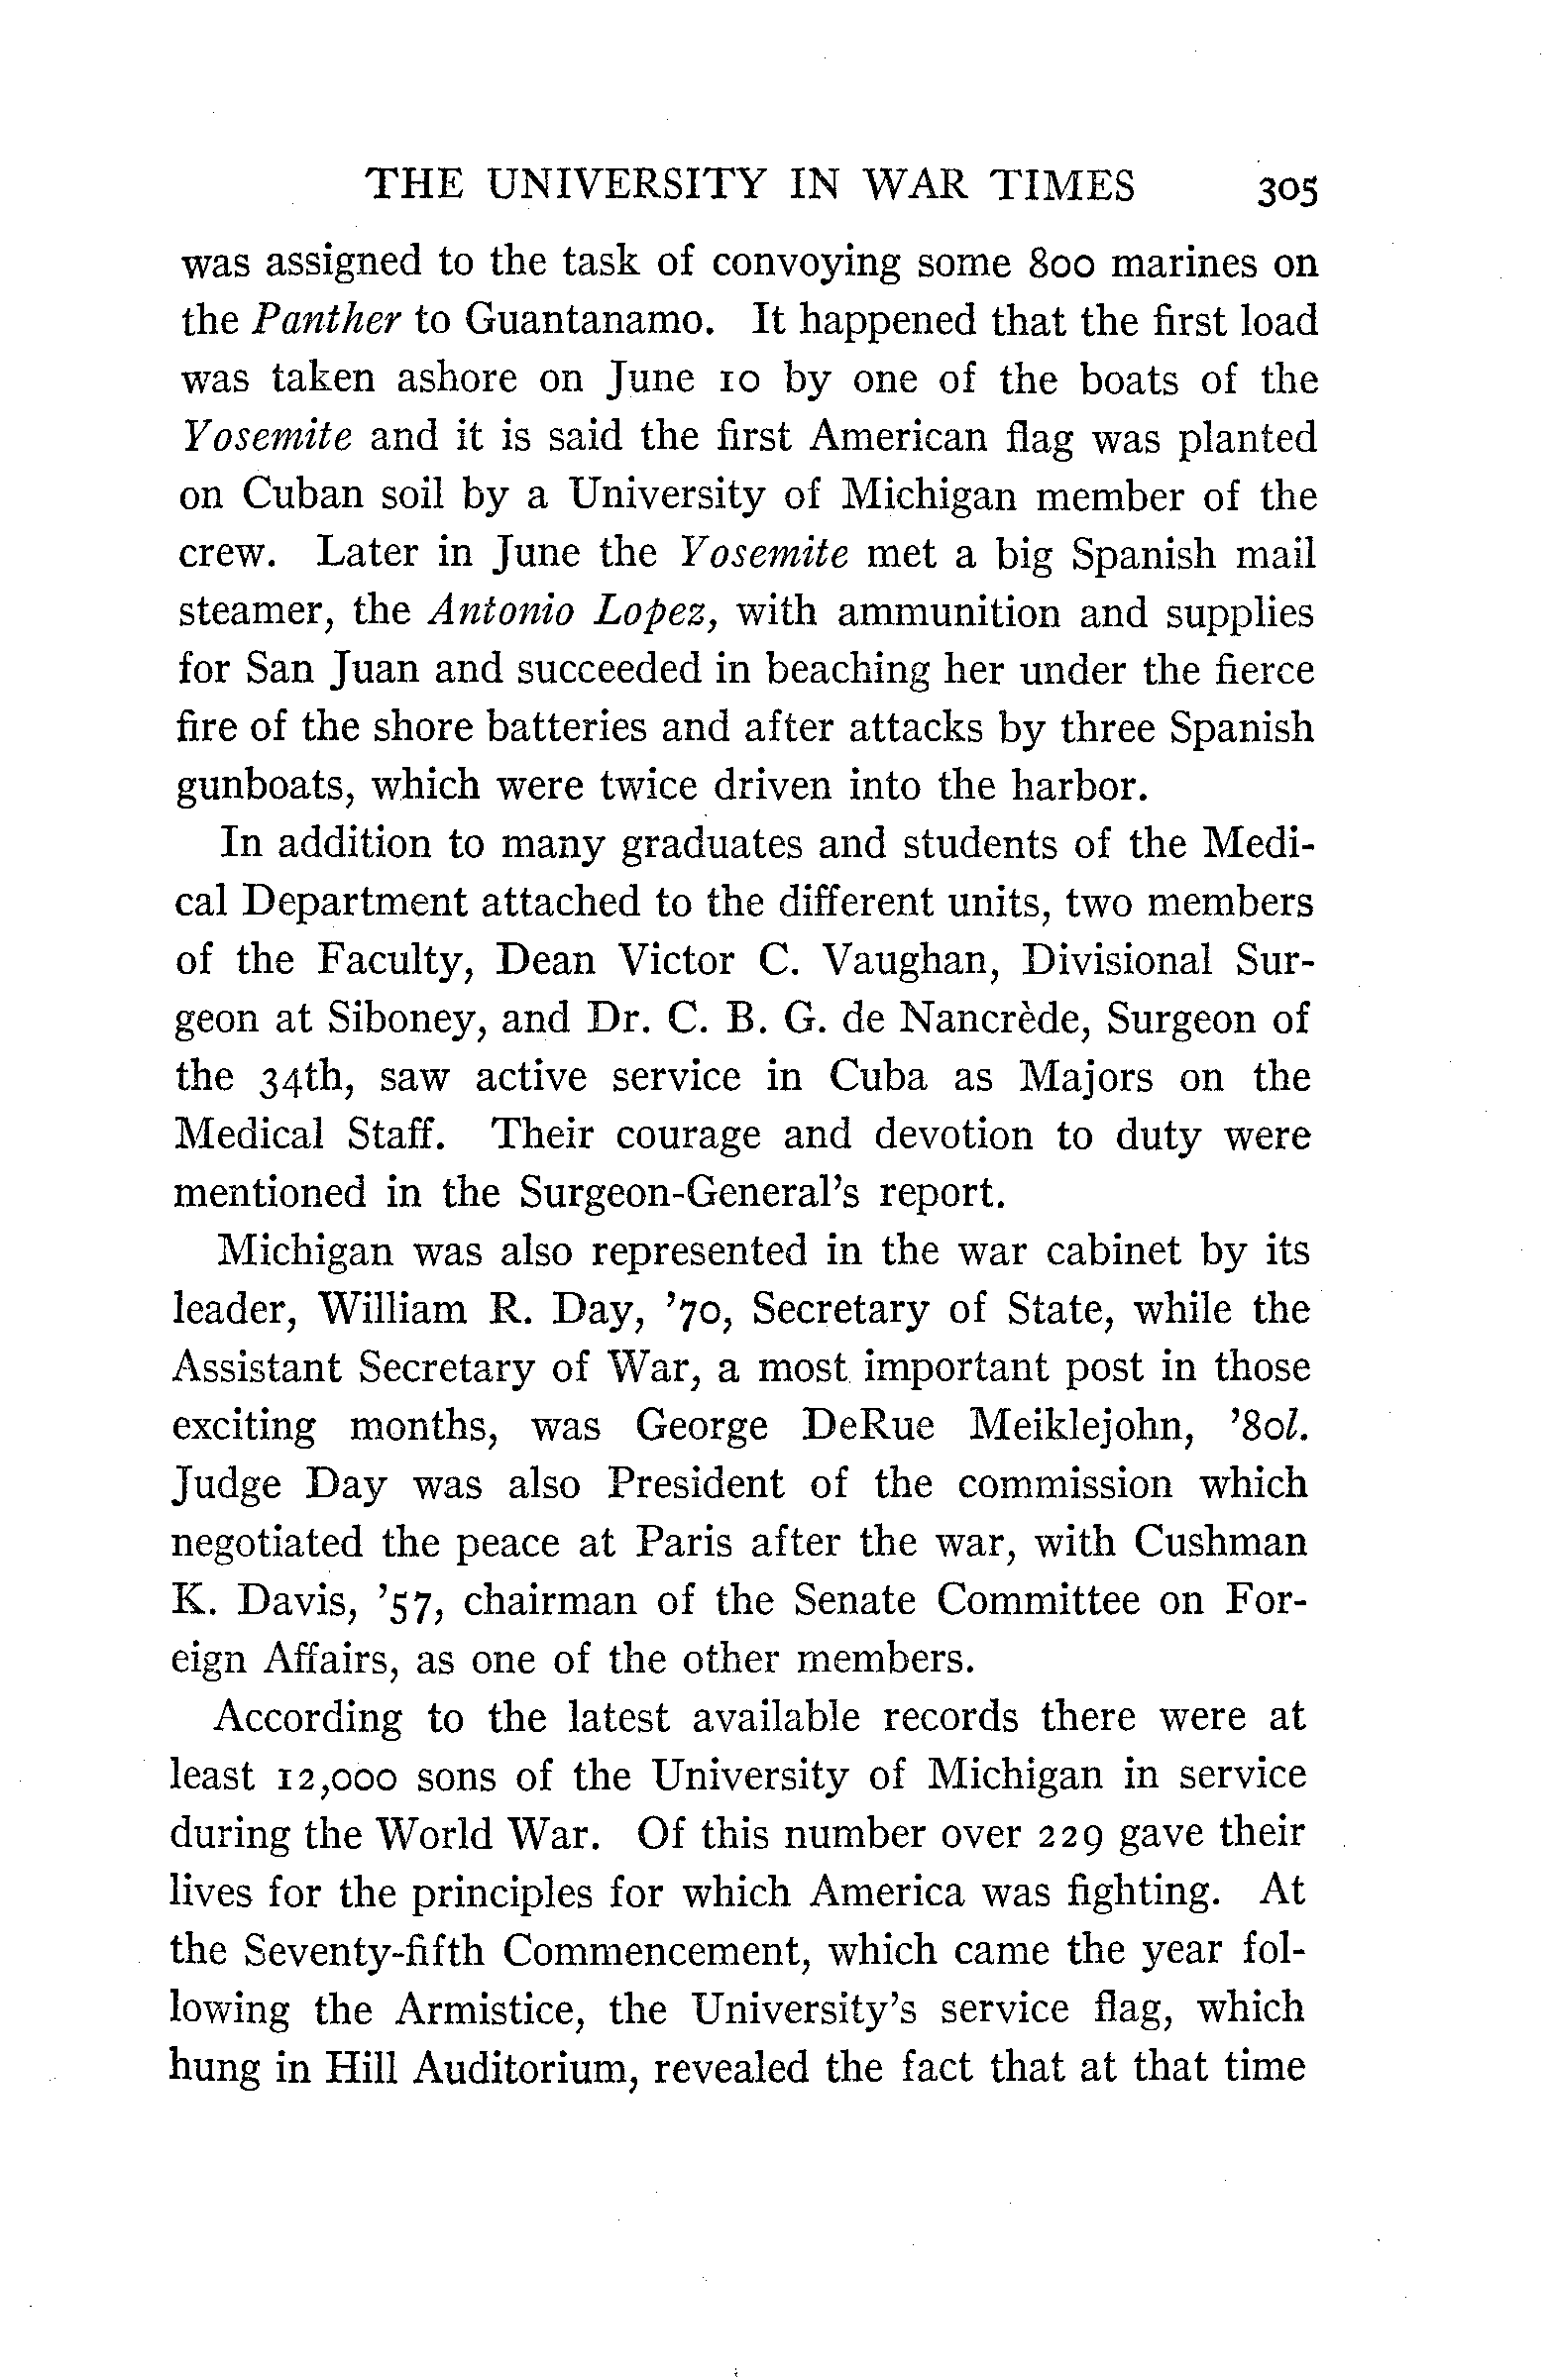 THE UNIVERSITY IN WAR TIMES 305
was assigned to the task of convoying some 800 marines on
the Panther to Guantanamo. It happened that the first load
was taken ashore on June 10 by one of the boats of the
Yosemite and it is said the first American flag was planted
on Cuban soil by a University of Michigan member of the
crew. Later in June the Yosemite met a big Spanish mail
steamer, the Antonio Lopez, with ammunition and supplies
for San Juan and succeeded in beaching her under the fierce
fire of the shore batteries and after attacks by three Spanish
gunboats, which were twice driven into the harbor.
In addition to many graduates and students of the Medi-
cal Department attached to the different units, two members
of the Faculty, Dean Victor C. Vaughan, Divisional Sur-
geon at Siboney, and Dr. C. B. G. de Nancrède, Surgeon of
the 34th, saw active service in Cuba as Majors on the
Medical Staff. Their courage and devotion to duty were
mentioned in the Surgeon-General's report.
Michigan was also represented in the war cabinet by its
leader, William R. Day, '70, Secretary of State, while the
Assistant Secretary of War, a most important post in those
exciting months, was George DeRue Meiklejohn, '80l.
Judge Day was also President of the commission which
negotiated the peace at Paris after the war, with Cushman
K. Davis, '57, chairman of the Senate Committee on For-
eign Affairs, as one of the other members.
According to the latest available records there were at
least 12,000 sons of the University of Michigan in service
during the World War. Of this number over 229 gave their
lives for the principles for which America was fighting. At
the Seventy-fifth Commencement, which came the year fol-
lowing the Armistice, the University's service flag, which
hung in Hill Auditorium, revealed the fact that at that time